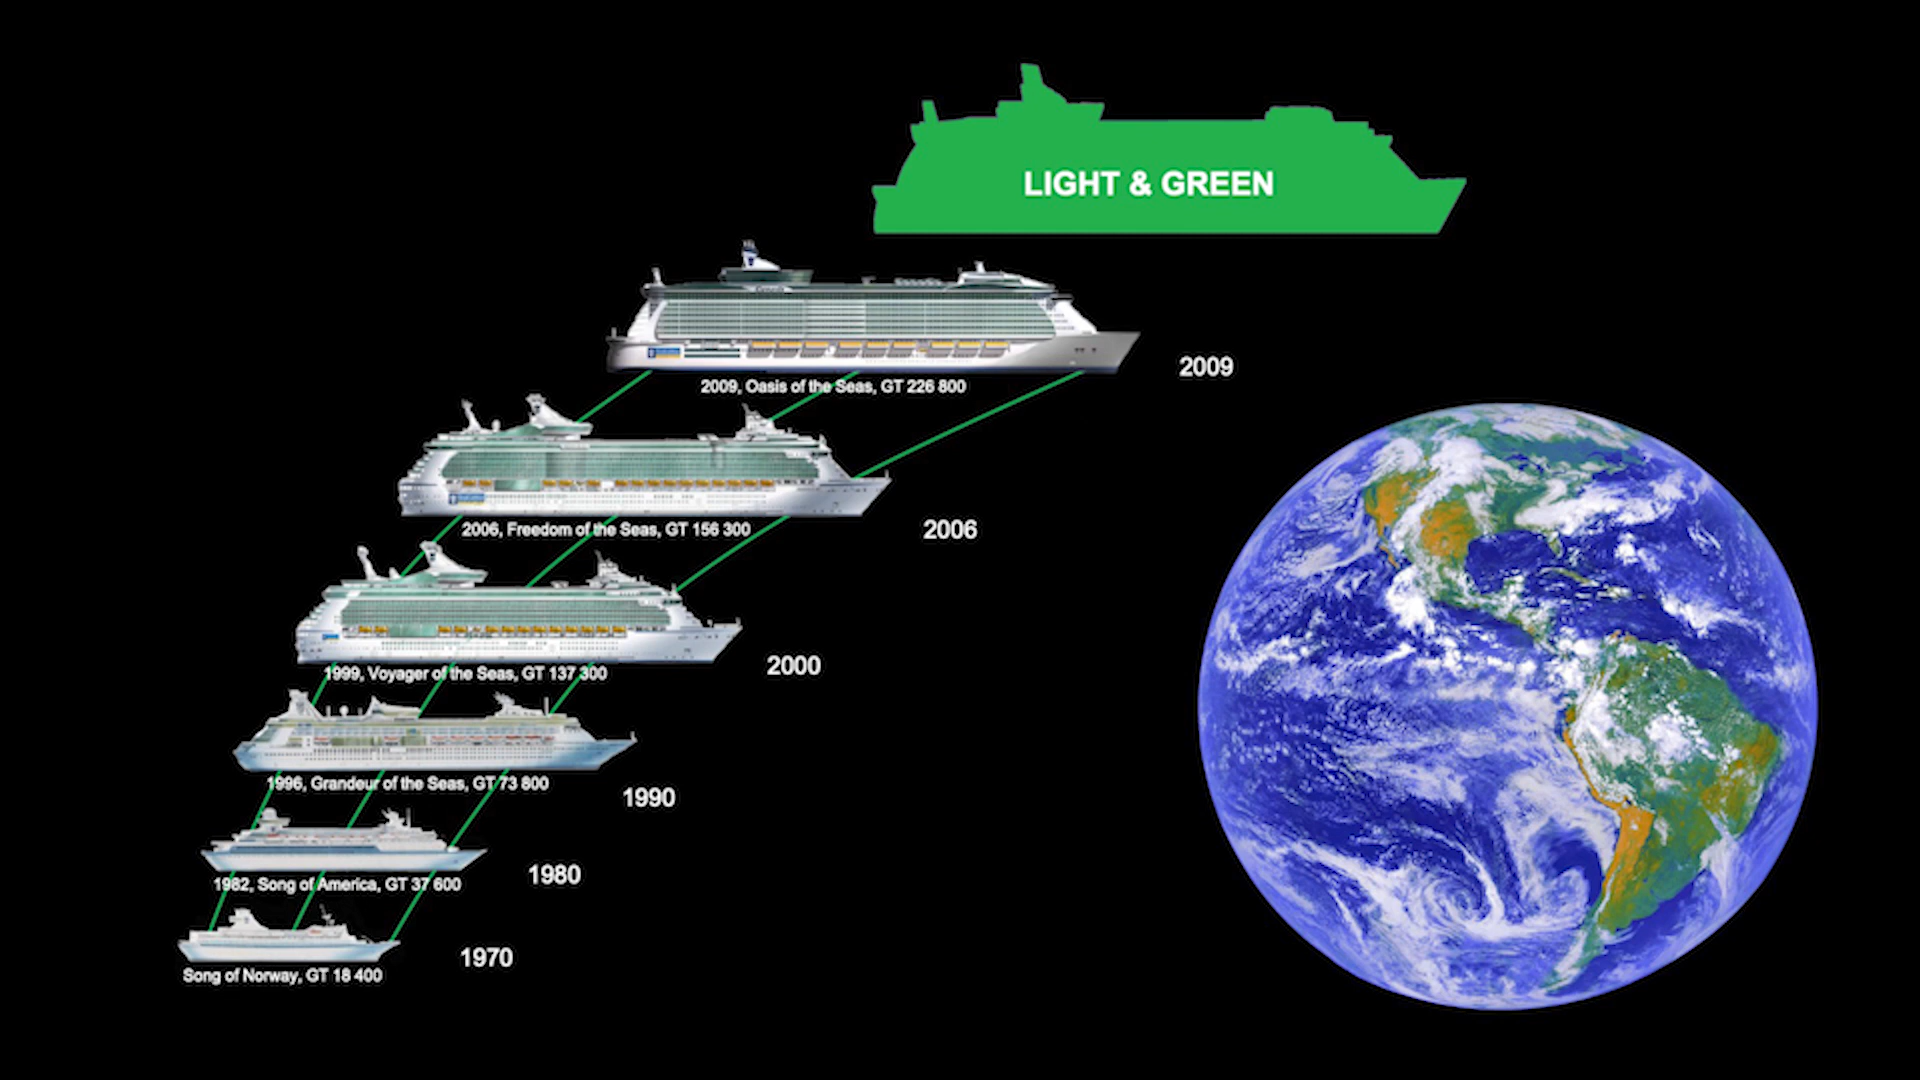 LIGHT & GREEN
2009, Oasis of the Seas, GT 226 800
2009
2006, Freedom of the Seas, GT 156 300
2006
1999, Voyager of the Seas, GT 137 300
2000
1996, Grandeur of the Seas, GT 73 800
1990
1982, Song of America, GT 37 600
1980
Song of Norway, GT 18 400
1970